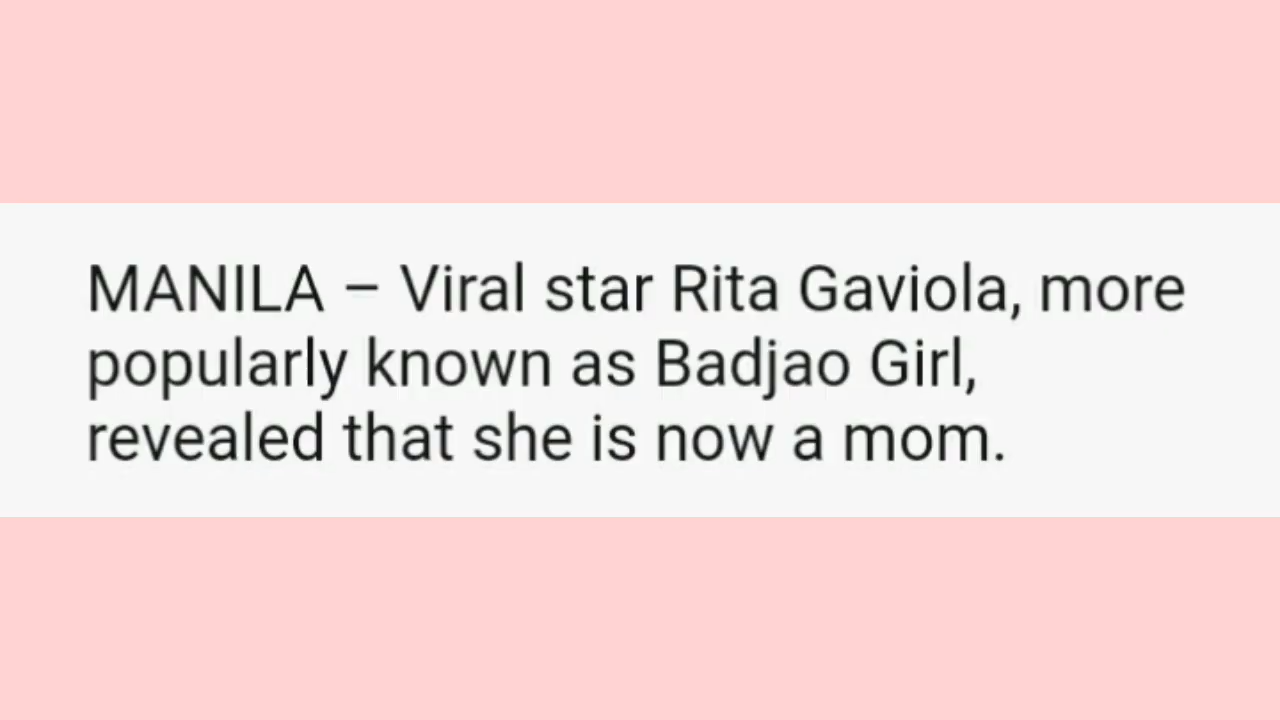 MANILA – Viral star Rita Gaviola, more
popularly known as Badjao Girl,
revealed that she is now a mom.